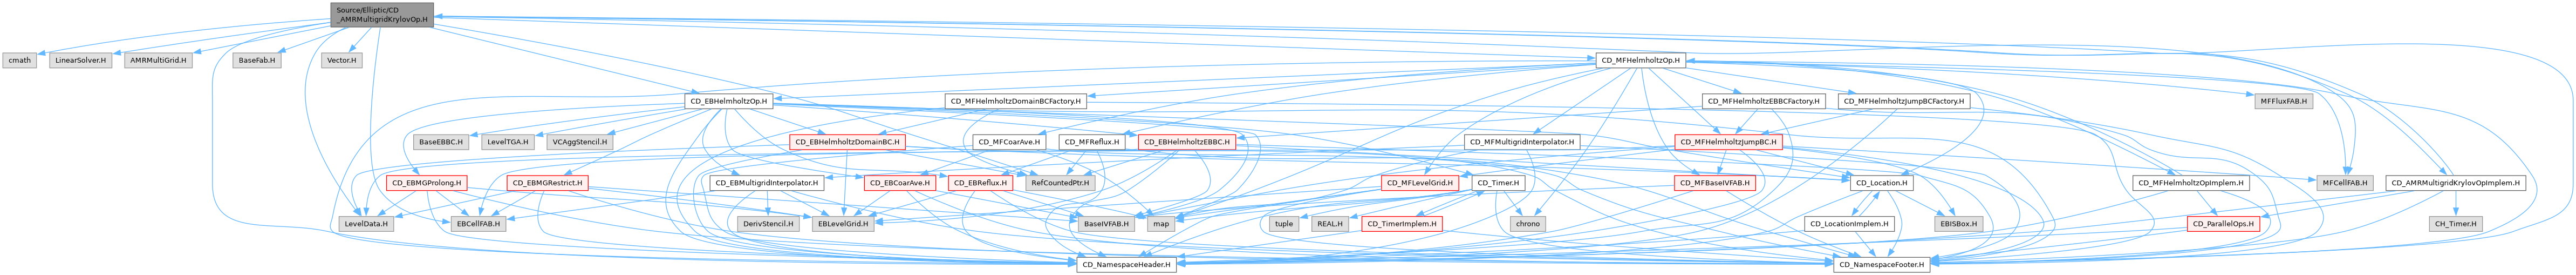 Source/Elliptic/CD
_AMRMultigridKrylovOp.H
cmath
LinearSolver.H
AMRMultiGrid.H
BaseFab.H
Vector.H
CD_MFHelmholtzOp.H
CD_EBHelmholtzOp.H
CD_MFHelmholtzDomainBCFactory.H
CD_MFHelmholtzEBBCFactory.H
CD_MFHelmholtzJumpBCFactory.H
MFFluxFAB.H
BaseEBBC.H
LevelTGA.H
VCAggStencil.H
CD_EBHelmholtzDomainBC.H
CD_MFCoarAve.H
CD_MFReflux.H
CD_EBHelmholtzEBBC.H
CD_MFMultigridInterpolator.H
CD_MFHelmholtzJumpBC.H
CD_EBMGProlong.H
CD_EBMGRestrict.H
CD_EBMultigridInterpolator.H
RefCountedPtr.H
CD_EBCoarAve.H
CD_EBReflux.H
CD_MFLevelGrid.H
CD_Timer.H
CD_MFBaseIVFAB.H
CD_Location.H
CD_MFHelmholtzOpImplem.H
MFCellFAB.H
CD_AMRMultigridKrylovOpImplem.H
LevelData.H
EBCellFAB.H
DerivStencil.H
EBLevelGrid.H
BaseIVFAB.H
map
tuple
REAL.H
CD_TimerImplem.H
chrono
CD_LocationImplem.H
EBISBox.H
CD_ParallelOps.H
CH_Timer.H
CD_NamespaceHeader.H
CD_NamespaceFooter.H